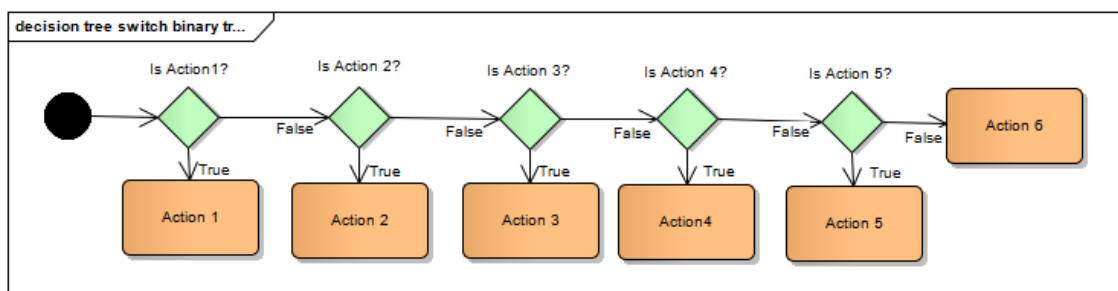 decision tree switch binary tr...
Is Action1?
Is Action 2?
Is Action 3?
Is Action 4?
Is Action 5?
False
False
False
False
False
Action 6
True
True
True
True
True
Action 1
Action 2
Action 3
Action4
Action 5